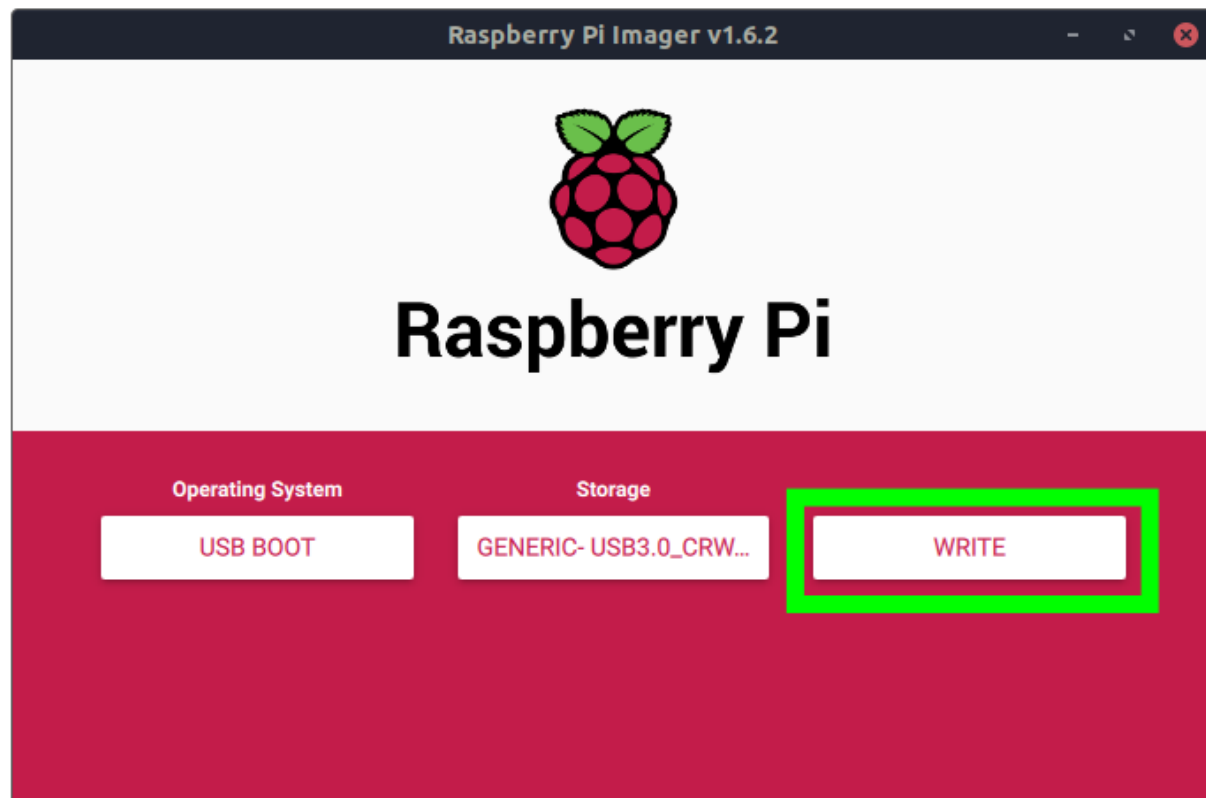 Raspberry Pi Imager v1.6.2
Raspberry Pi
Operating System
Storage
USB BOOT
GENERIC- USB3.0_CRW...
WRITE